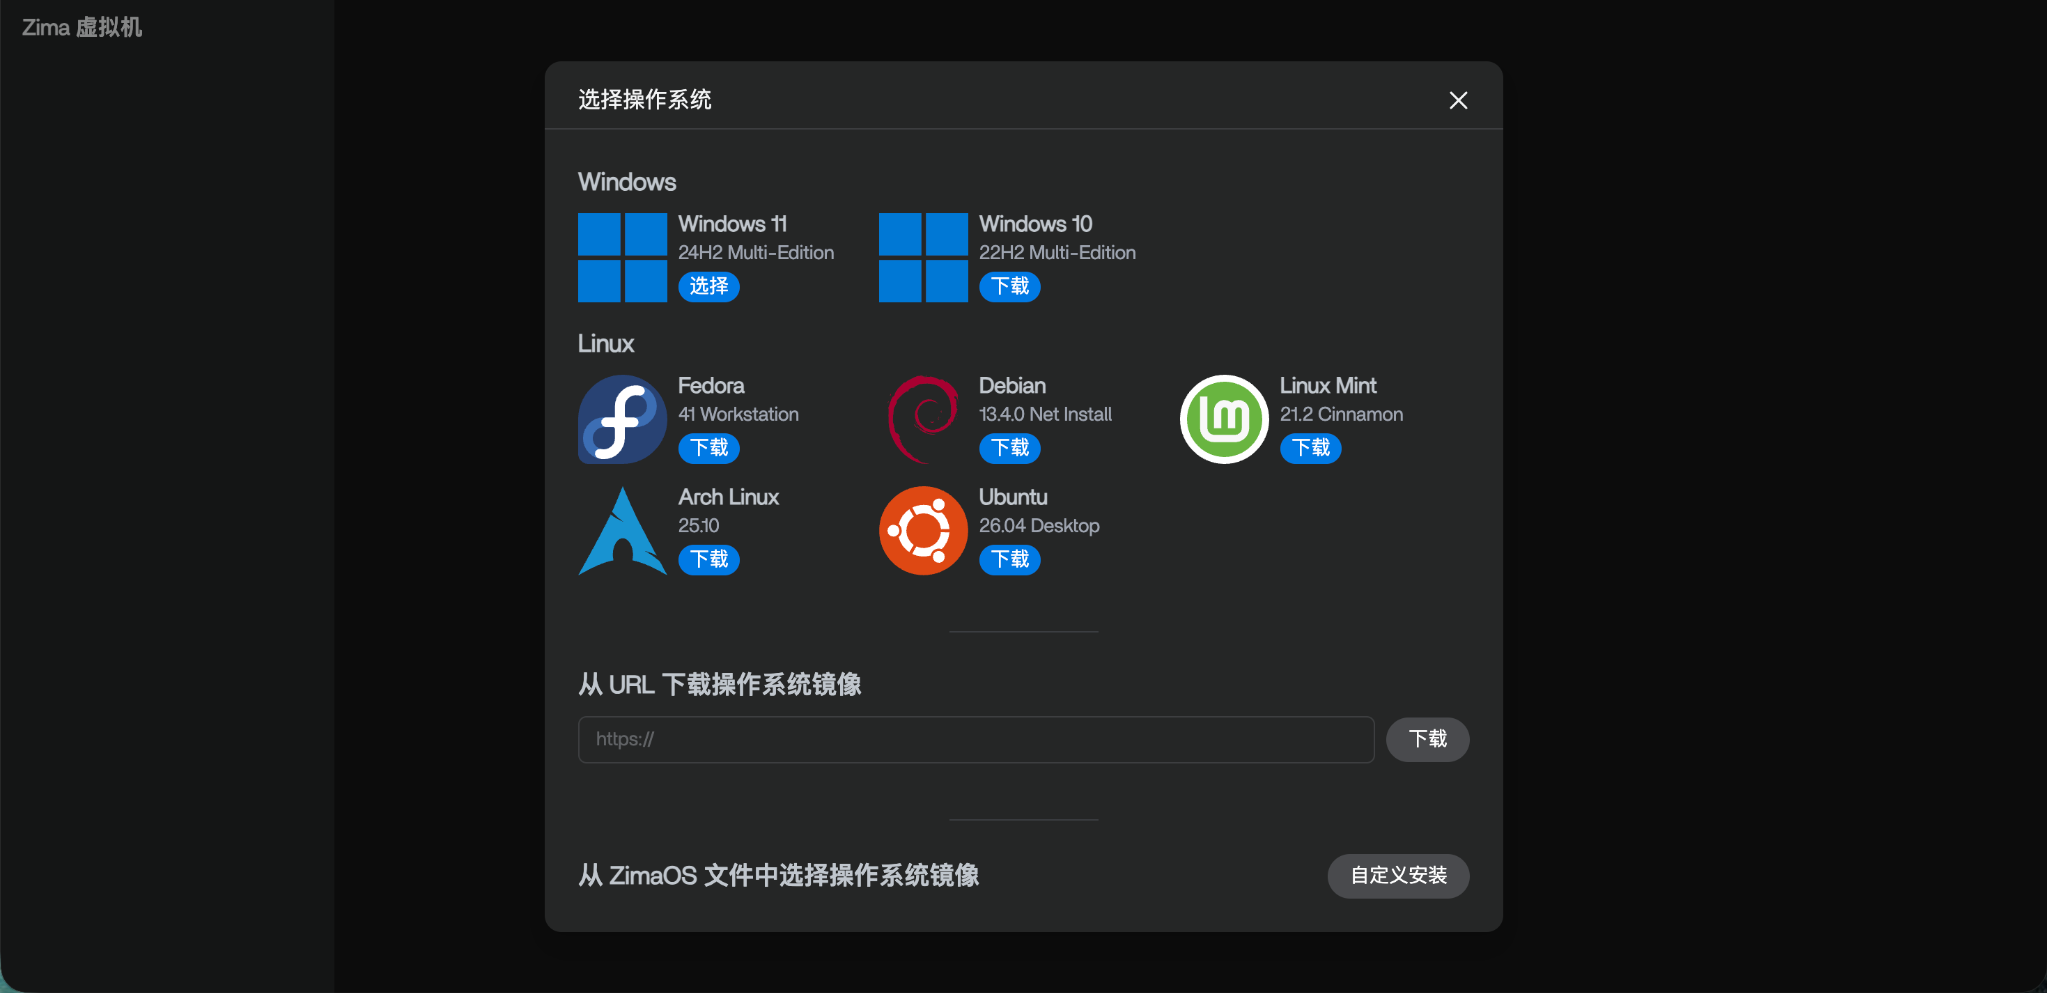 Zima 虚拟机
选择操作系统
Windows
Windows 11
24H2 Multi-Edition
选择
Windows 10
22H2 Multi-Edition
下载
Linux
Fedora
41 Workstation
下载
Debian
13.4.0 Net Install
下载
Linux Mint
21.2 Cinnamon
下载
Arch Linux
25.10
下载
Ubuntu
26.04 Desktop
下载
从 URL 下载操作系统镜像
https://
下载
从 ZimaOS 文件中选择操作系统镜像
自定义安装